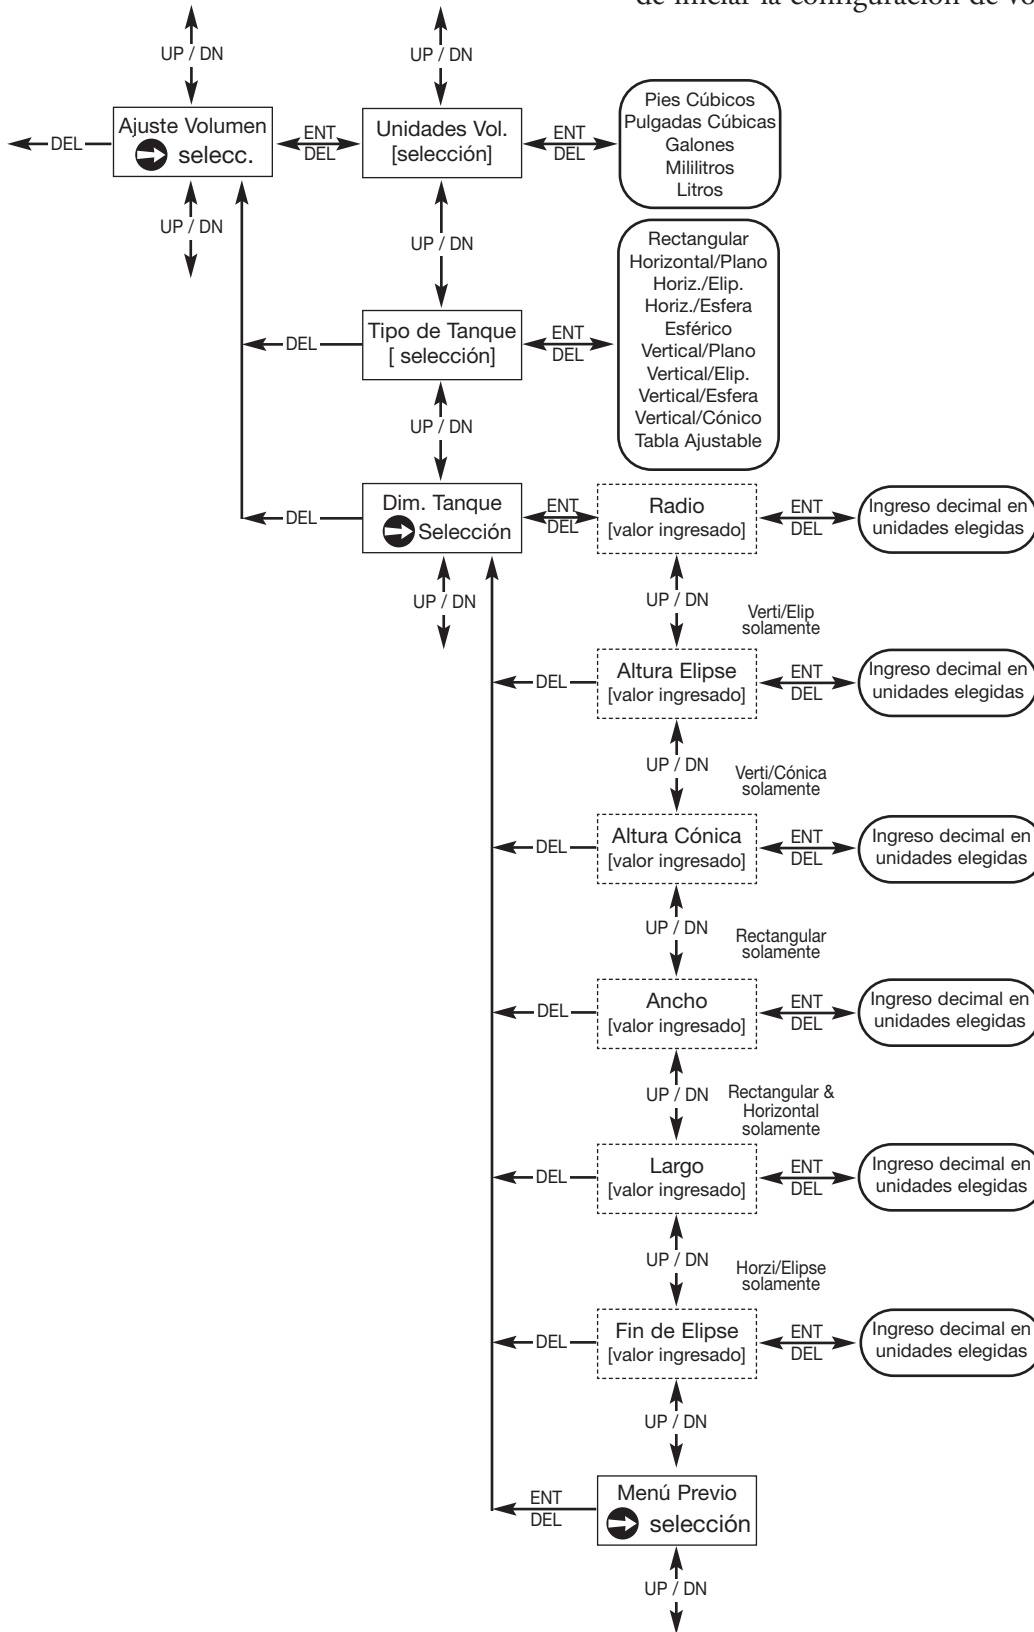 de iniciar la configuración de vo
UP / DN
UP / DN
Ajuste Volumen
selecc.
DEL
ENT
DEL
Unidades Vol.
[selección]
ENT
DEL
Pies Cúbicos
Pulgadas Cúbicas
Galones
Mililitros
Litros
UP / DN
UP / DN
Tipo de Tanque
[ selección]
DEL
ENT
DEL
Rectangular
Horizontal/Plano
Horiz./Elip.
Horiz./Esfera
Esférico
Vertical/Plano
Vertical/Elip.
Vertical/Esfera
Vertical/Cónico
Tabla Ajustable
UP / DN
Dim. Tanque
Selección
DEL
ENT
DEL
Radio
[valor ingresado]
ENT
DEL
Ingreso decimal en
unidades elegidas
UP / DN
UP / DN
Verti/Elip
solamente
DEL
Altura Elipse
[valor ingresado]
ENT
DEL
Ingreso decimal en
unidades elegidas
UP / DN
Verti/Cónica
solamente
DEL
Altura Cónica
[valor ingresado]
ENT
DEL
Ingreso decimal en
unidades elegidas
UP / DN
Rectangular
solamente
DEL
Ancho
[valor ingresado]
ENT
DEL
Ingreso decimal en
unidades elegidas
UP / DN
Rectangular &
Horizontal
solamente
DEL
Largo
[valor ingresado]
ENT
DEL
Ingreso decimal en
unidades elegidas
UP / DN
Horzi/Elipse
solamente
DEL
Fin de Elipse
[valor ingresado]
ENT
DEL
Ingreso decimal en
unidades elegidas
UP / DN
ENT
DEL
Menú Previo
selección
UP / DN